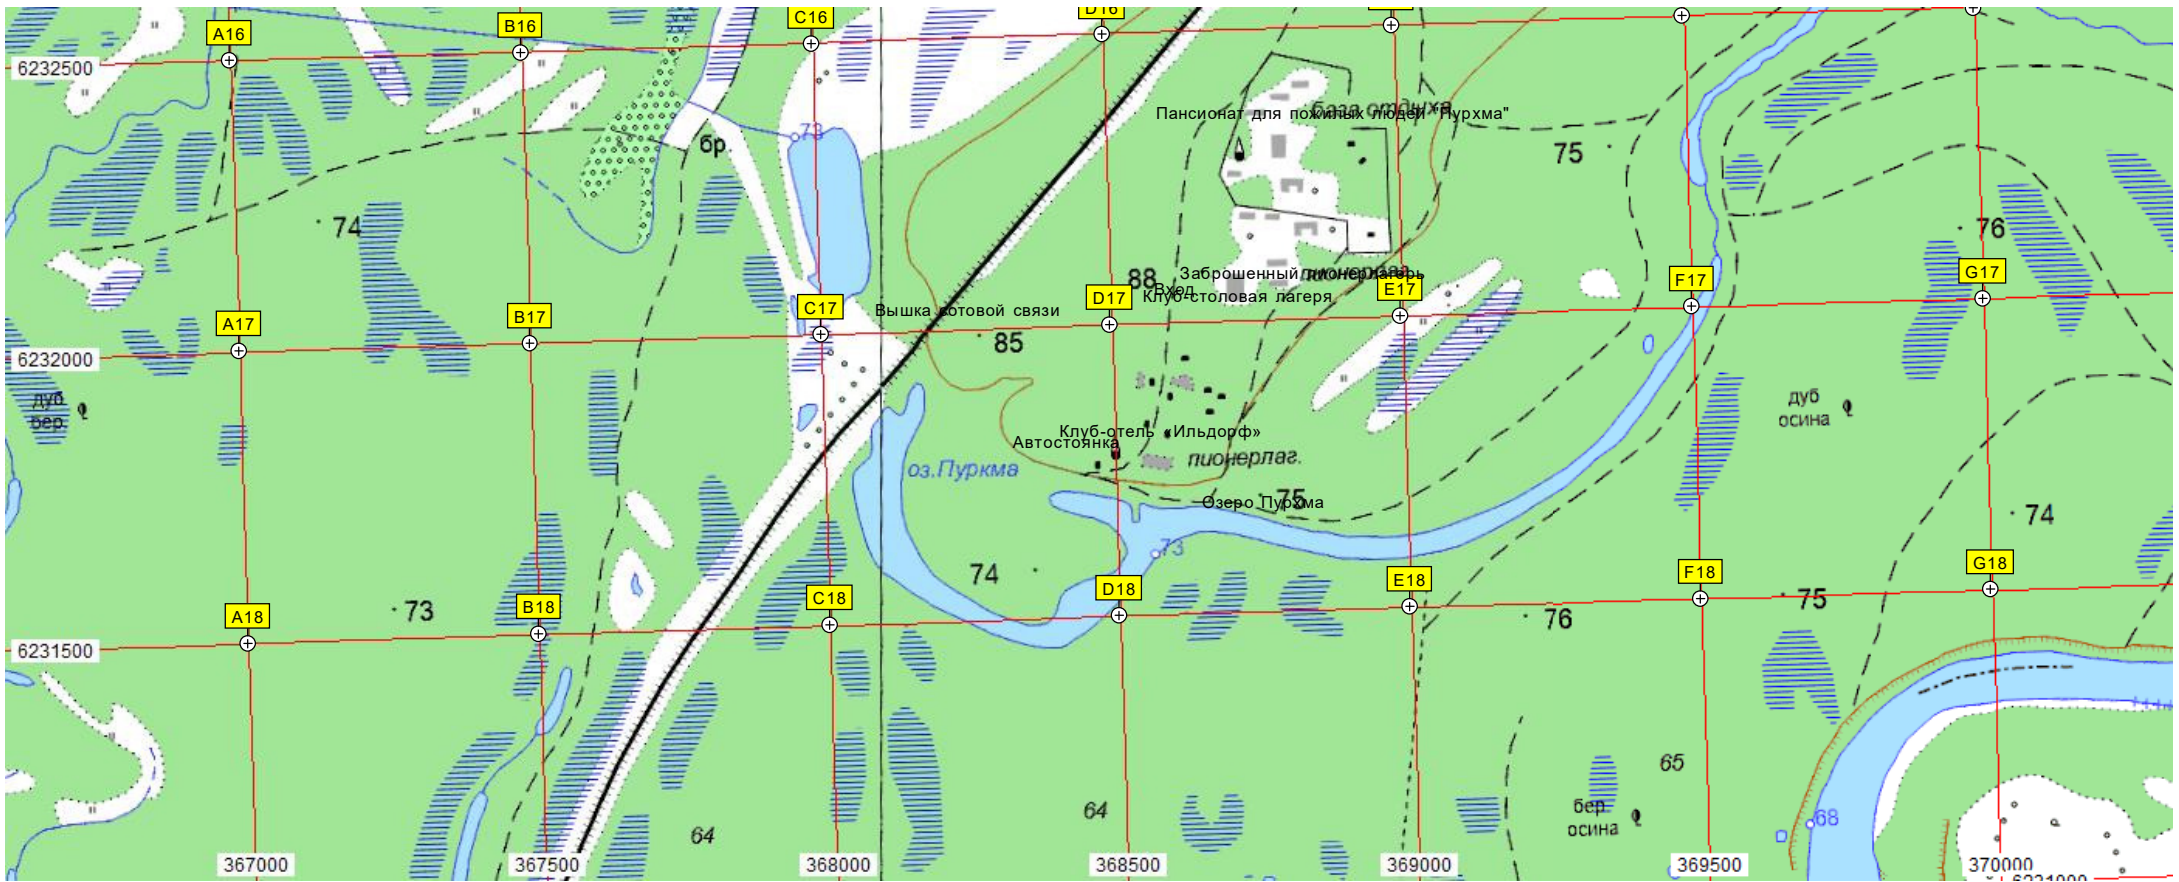 A16
B16
C16
D16
6232500
73
бр.
база отдыха
Пансионат для пожилых людей "Пурхма"
75
74
76
88
Заброшенный пионерлагерь
Вход
Клуб-столовая лагеря
A17
B17
C17
Вышка сотовой связи
D17
E17
F17
G17
85
6232000
дуб
бер.
дуб
осина
Клуб-отель «Ильдорф»
Автостоянка
оз.Пуркма
пионерлаг.
75
Озеро Пурхма
74
73
74
A18
B18
C18
D18
E18
F18
G18
73
76
75
6231500
65
64
64
бер.
осина
68
367000
367500
368000
368500
369000
369500
370000
6231000